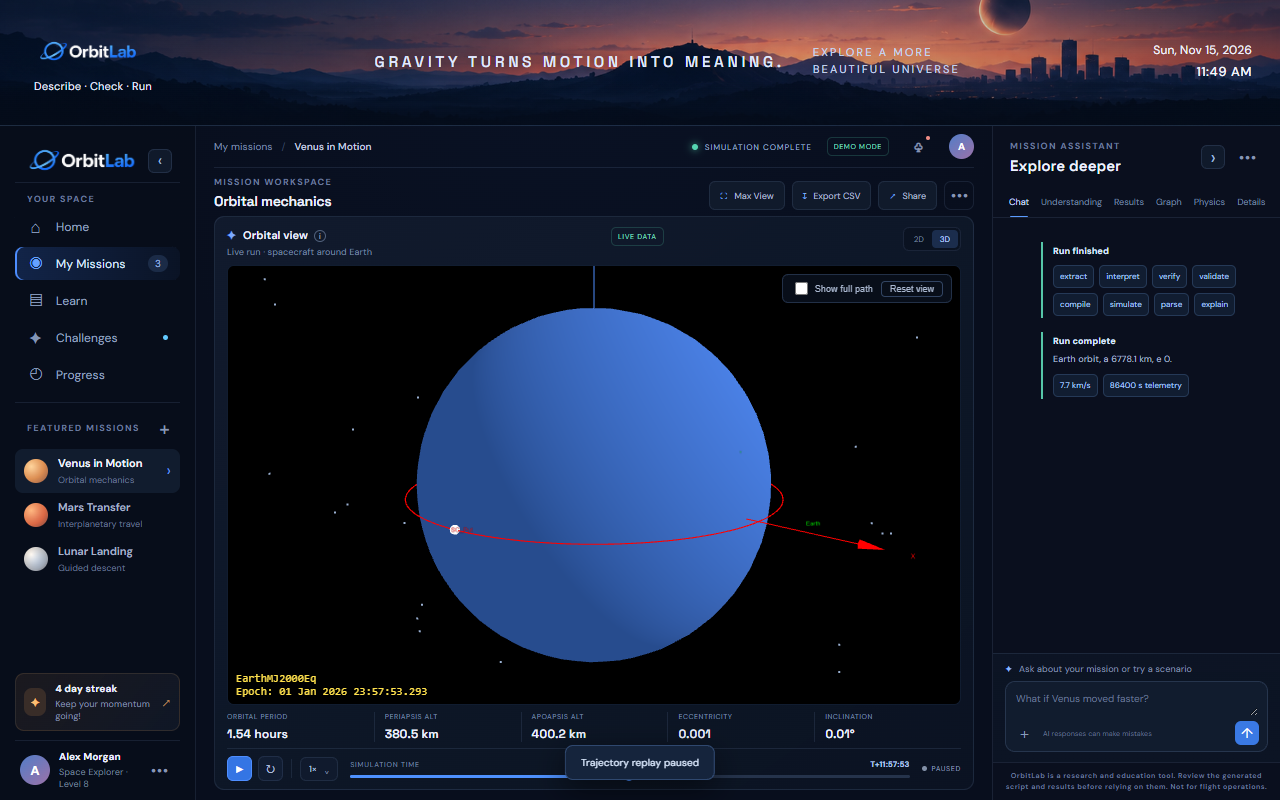 OrbitLab
Describe · Check · Run
GRAVITY TURNS MOTION INTO MEANING.
EXPLORE A MORE
BEAUTIFUL UNIVERSE
Sun, Nov 15, 2026
11:49 AM
OrbitLab
‹
YOUR SPACE
Home
My Missions
3
Learn
Challenges
Progress
FEATURED MISSIONS
+
Venus in Motion
Orbital mechanics
›
Mars Transfer
Interplanetary travel
Lunar Landing
Guided descent
4 day streak
Keep your momentum
going!
↗
A
Alex Morgan
Space Explorer ·
Level 8
•••
My missions / Venus in Motion
SIMULATION COMPLETE
DEMO MODE
A
MISSION WORKSPACE
Orbital mechanics
Max View
Export CSV
Share
•••
Orbital view
i
Live run · spacecraft around Earth
LIVE DATA
2D
3D
Show full path
Reset view
Earth
X
EarthMJ2000Eq
Epoch: 01 Jan 2026 23:57:53.293
ORBITAL PERIOD
1.54 hours
PERIAPSIS ALT
380.5 km
APOAPSIS ALT
400.2 km
ECCENTRICITY
0.001
INCLINATION
0.01°
1×
SIMULATION TIME
T+11:57:53
PAUSED
Trajectory replay paused
MISSION ASSISTANT
Explore deeper
›
•••
Chat
Understanding
Results
Graph
Physics
Details
Run finished
extract
interpret
verify
validate
compile
simulate
parse
explain
Run complete
Earth orbit, a 6778.1 km, e 0.
7.7 km/s
86400 s telemetry
Ask about your mission or try a scenario
What if Venus moved faster?
+
AI responses can make mistakes
OrbitLab is a research and education tool. Review the generated
script and results before relying on them. Not for flight operations.